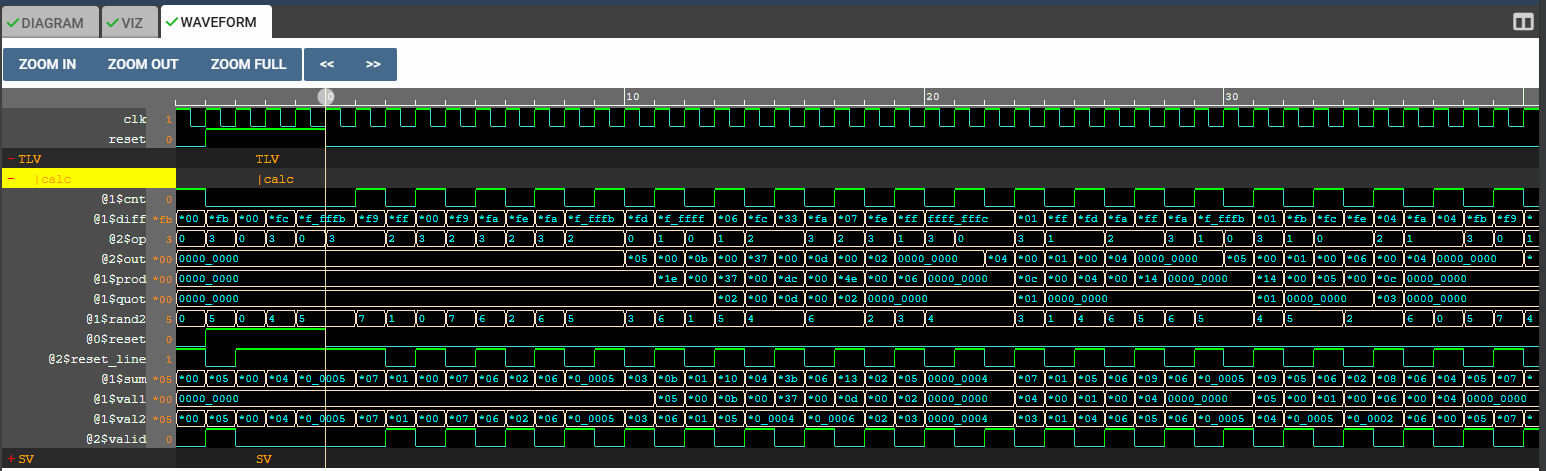 DIAGRAM VIZ WAVEFORM
ZOOM IN ZOOM OUT ZOOM FULL << >>
0 10 20 30
clk 1
reset 0
- TLV TLV
- |calc |calc
@1$cnt 0
@1$diff *fb *00 *fb *00 *fc *f_fffb *f9 *ff *00 *f9 *fa *fe *fa *f_fffb *fd *f_ffff *06 *fc *33 *fa *07 *fe *ff ffff_fffc *01 *ff *fd *fa *ff *fa *f_fffb *01 *fb *fc *fe *04 *fa *04 *fb *f9 *
@2$op 3 0 3 0 3 0 3 2 3 2 3 2 3 2 0 1 0 1 2 3 2 3 1 3 0 3 1 2 3 1 0 3 1 0 2 1 3 0 1
@2$out *00 0000_0000 *05 *00 *0b *00 *37 *00 *0d *00 *02 0000_0000 *04 *00 *01 *00 *04 0000_0000 *05 *00 *01 *00 *06 *00 *04 0000_0000 *
@1$prod *00 0000_0000 *1e *00 *37 *00 *dc *00 *4e *00 *06 0000_0000 *0c *00 *04 *00 *14 0000_0000 *14 *00 *05 *00 *0c 0000_0000
@1$quot *00 0000_0000 *02 *00 *0d *00 *02 0000_0000 *01 0000_0000 *01 0000_0000 *03 0000_0000
@1$rand2 5 0 5 0 4 5 7 1 0 7 6 2 6 5 3 6 1 5 4 6 2 3 4 3 1 4 6 5 6 5 4 5 2 6 0 5 7 4
@0$reset 0
@2$reset_line 1
@1$sum *05 *00 *05 *00 *04 *0_0005 *07 *01 *00 *07 *06 *02 *06 *0_0005 *03 *0b *01 *10 *04 *3b *06 *13 *02 *05 0000_0004 *07 *01 *05 *06 *09 *06 *0_0005 *09 *05 *06 *02 *08 *06 *04 *05 *07 *
@1$val1 *00 0000_0000 *05 *00 *0b *00 *37 *00 *0d *00 *02 0000_0000 *04 *00 *01 *00 *04 0000_0000 *05 *00 *01 *00 *06 *00 *04 0000_0000
@1$val2 *05 *00 *05 *00 *04 *0_0005 *07 *01 *00 *07 *06 *02 *06 *0_0005 *03 *06 *01 *05 *0_0004 *0_0006 *02 *03 0000_0004 *03 *01 *04 *06 *05 *06 *0_0005 *04 *0_0005 *0_0002 *06 *00 *05 *07 *
@2$valid 0
+ SV SV